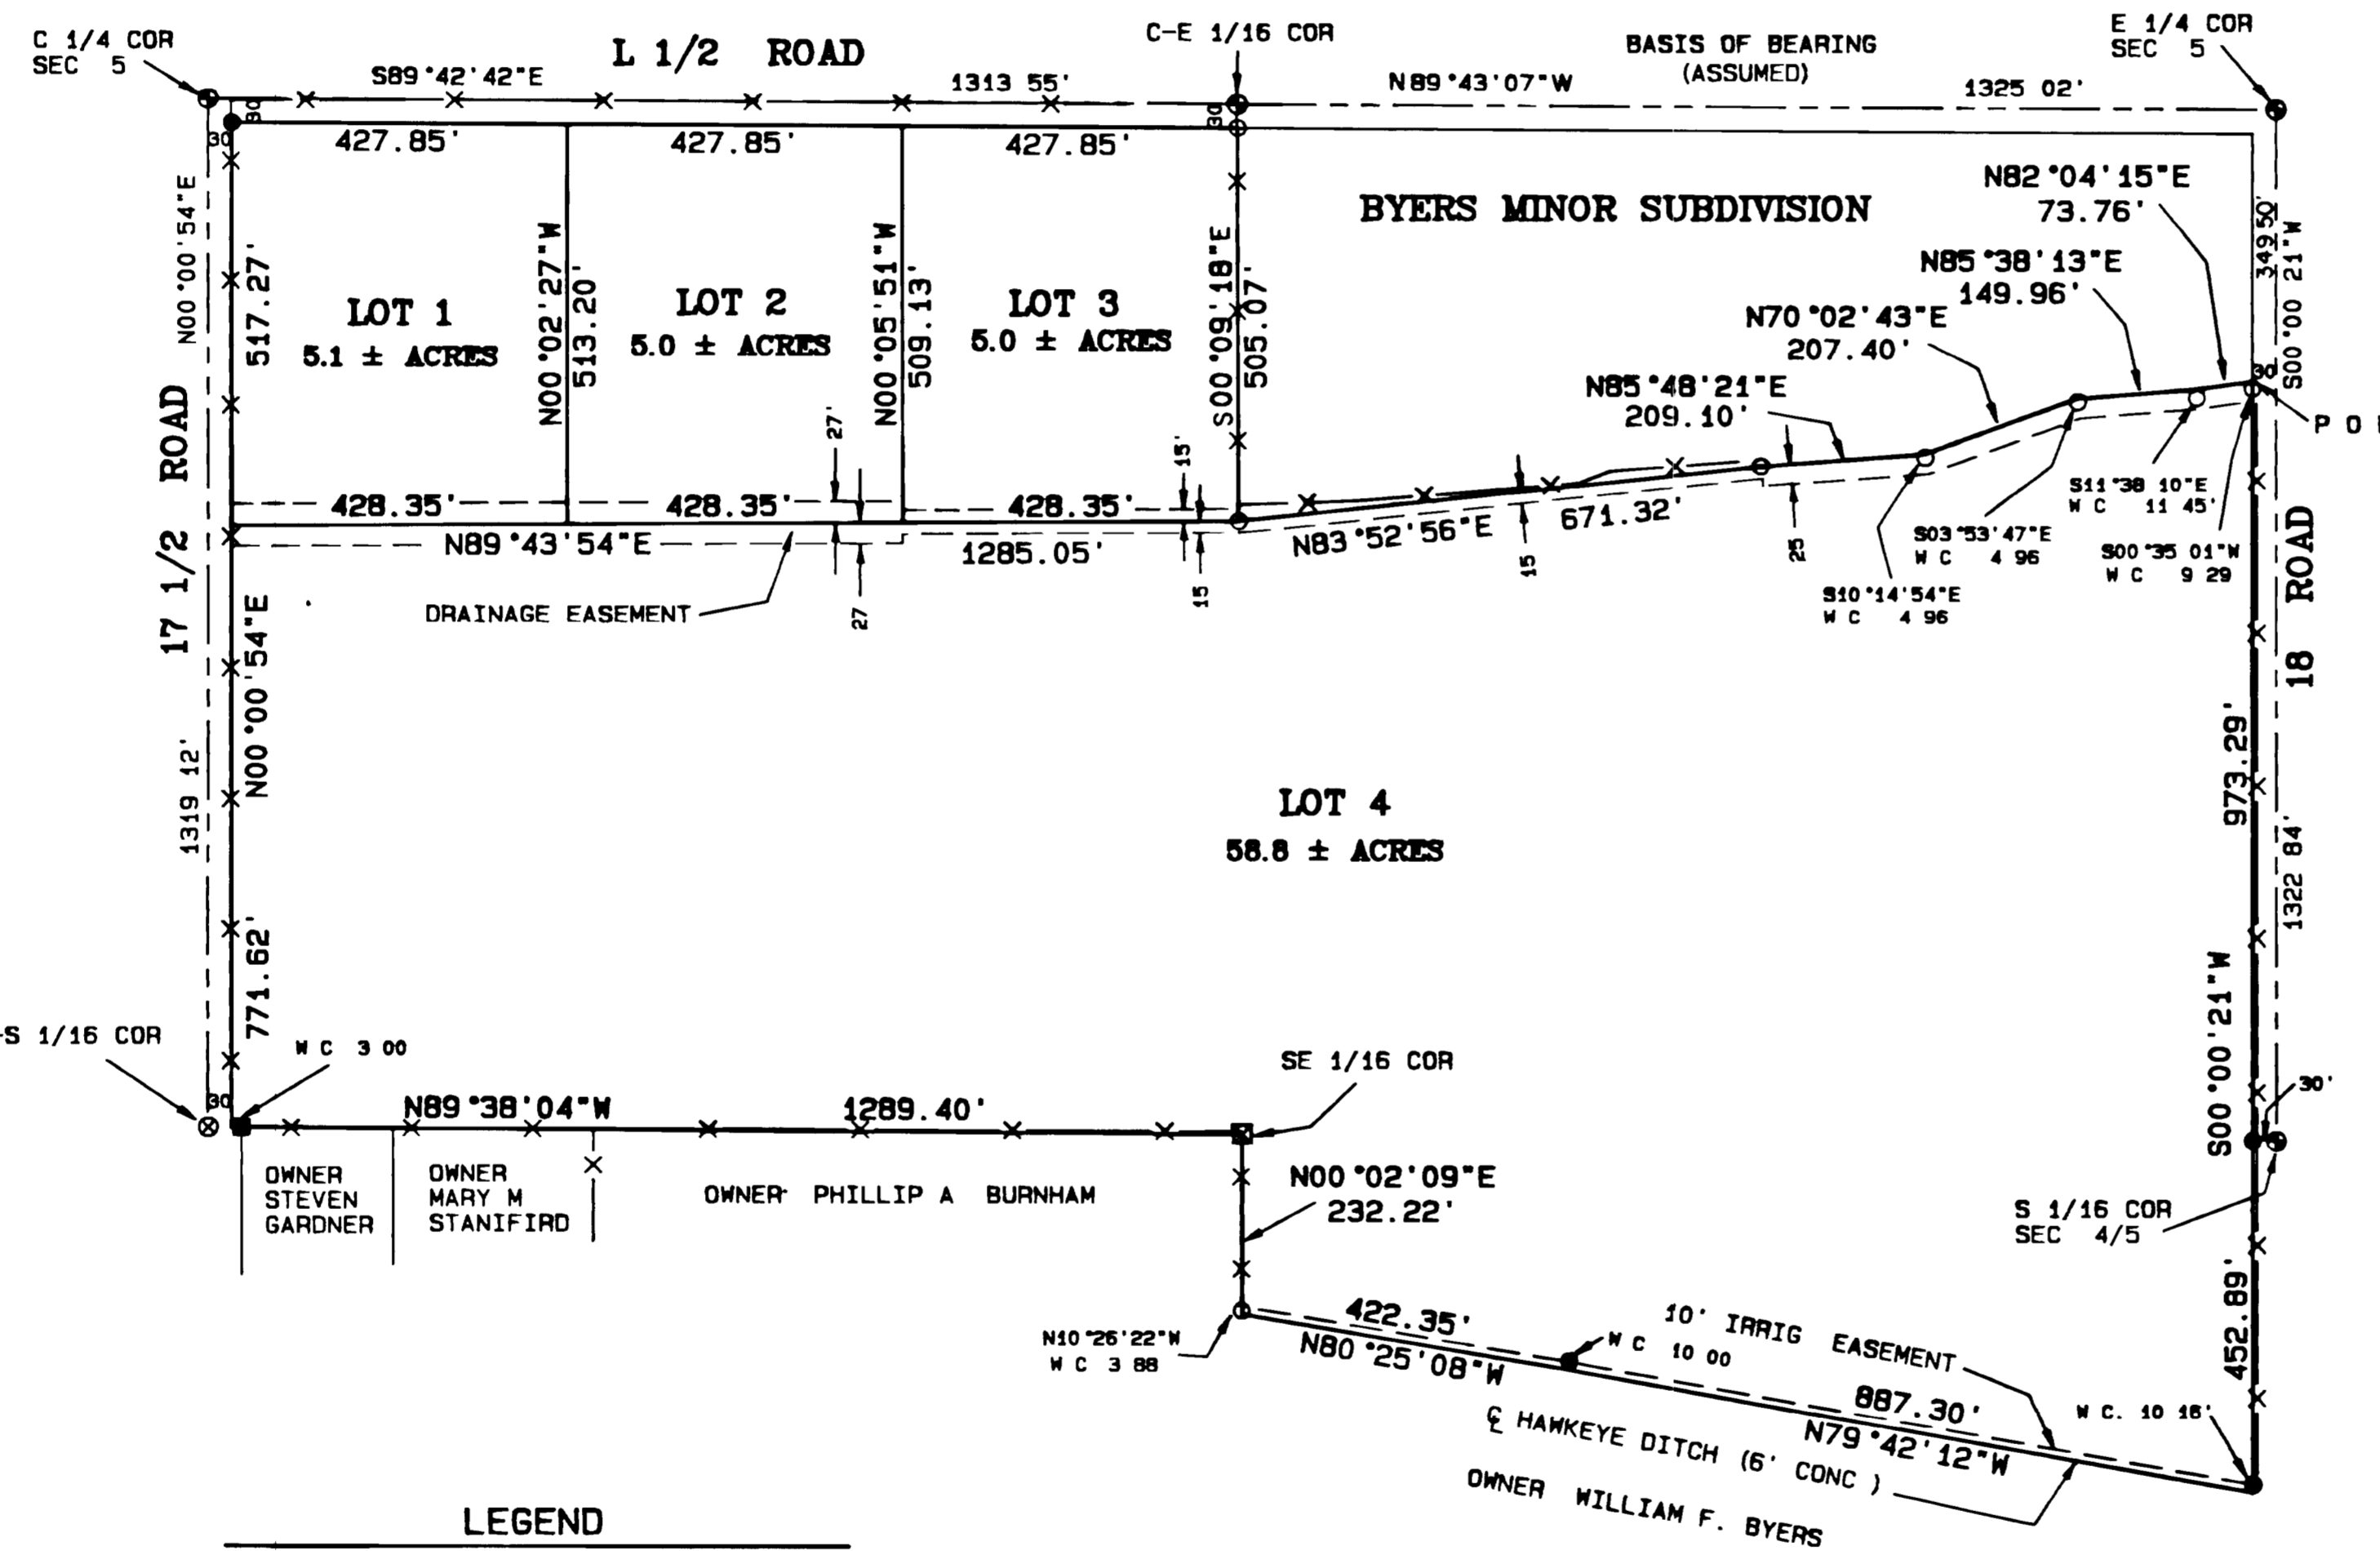 C 1/4 COR
SEC 5
L 1/2 ROAD
C-E 1/16 COR
BASIS OF BEARING
(ASSUMED)
E 1/4 COR
SEC 5
S89°42'42"E
1313 55'
N89°43'07"W
1325 02'
30
30
30
427.85'
427.85'
427.85'
BYERS MINOR SUBDIVISION
N82°04'15"E
73.76'
N85°38'13"E
149.96'
N70°02'43"E
207.40'
N85°48'21"E
209.10'
349 50'
S00°00 21"W
30
P O
N00°00'54"E
517.27'
LOT 1
5.1 ± ACRES
N00°02'27"W
513.20'
LOT 2
5.0 ± ACRES
N00°05'51"W
509.13'
LOT 3
5.0 ± ACRES
S00°09'18"E
505.07'
17 1/2 ROAD
27'
15'
428.35'
428.35'
428.35'
N89°43'54"E
1285.05'
N83°52'56"E
671.32'
15
25
S11°38 10"E
W C 11 45'
S03°53'47"E
W C 4 96
S00°35 01"W
W C 9 29
S10°14'54"E
W C 4 96
DRAINAGE EASEMENT
27
15
18 ROAD
N00°00'54"E
1319 12'
771.62'
LOT 4
58.8 ± ACRES
973.29'
1322 84'
S00°00'21"W
-S 1/16 COR
W C 3 00
30
N89°38'04"W
1289.40'
SE 1/16 COR
30'
OWNER
STEVEN
GARDNER
OWNER
MARY M
STANIFIRD
OWNER PHILLIP A BURNHAM
N00°02'09"E
232.22'
S 1/16 COR
SEC 4/5
452.89'
N10°26'22"W
W C 3 88
422.35'
N80°25'08"W
W C 10 00
10' IRRIG EASEMENT
887.30'
N79°42'12"W
W C. 10 16'
℄ HAWKEYE DITCH (6' CONC )
OWNER WILLIAM F. BYERS
LEGEND